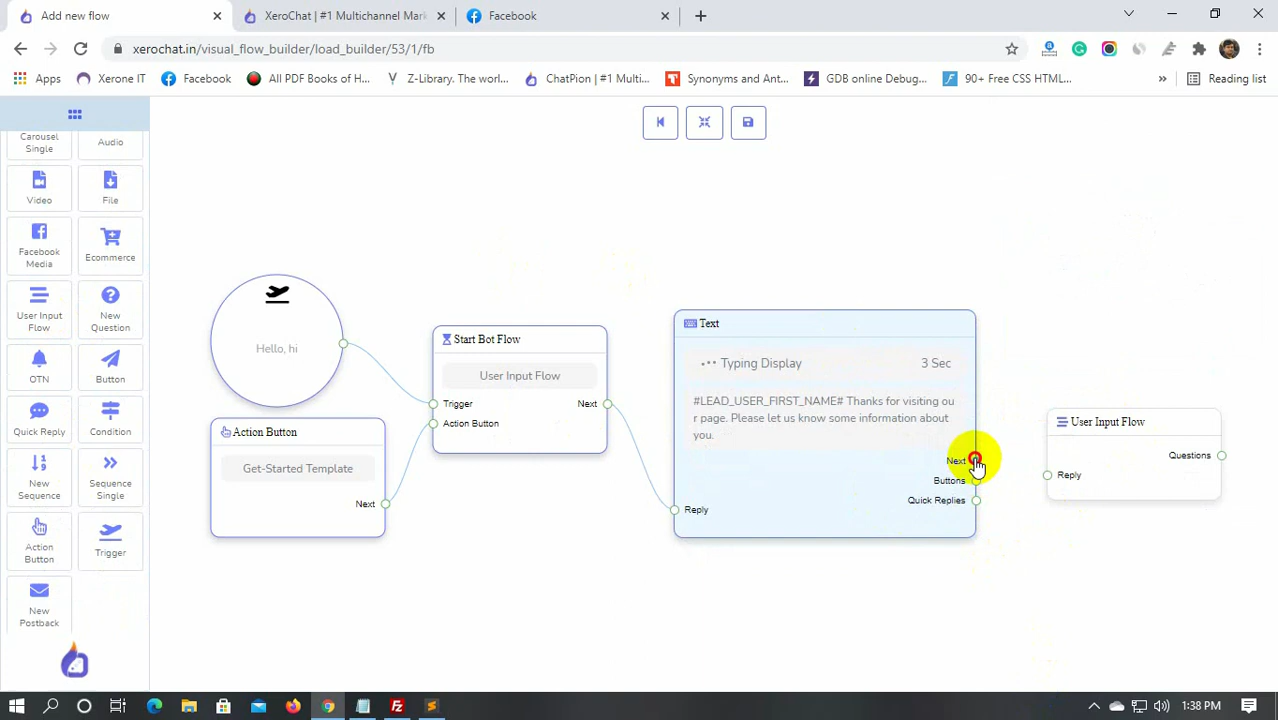 Add new flow
XeroChat | #1 Multichannel Mark
Facebook
xerochat.in/visual_flow_builder/load_builder/53/1/fb
Apps
Xerone IT
Facebook
All PDF Books of H...
Z-Library. The worl...
ChatPion | #1 Multi...
Synonyms and Ant...
GDB online Debug...
90+ Free CSS HTML...
Reading list
Carousel
Single
Audio
Video
File
Facebook
Media
Ecommerce
User Input
Flow
New
Question
OTN
Button
Quick Reply
Condition
New
Sequence
Sequence
Single
Action
Button
Trigger
New
Postback
Hello, hi
Action Button
Get-Started Template
Next
Start Bot Flow
User Input Flow
Trigger
Next
Action Button
Text
Typing Display
3 Sec
#LEAD_USER_FIRST_NAME# Thanks for visiting ou
r page. Please let us know some information about
you.
Next
Buttons
Quick Replies
Reply
User Input Flow
Questions
Reply
1:38 PM